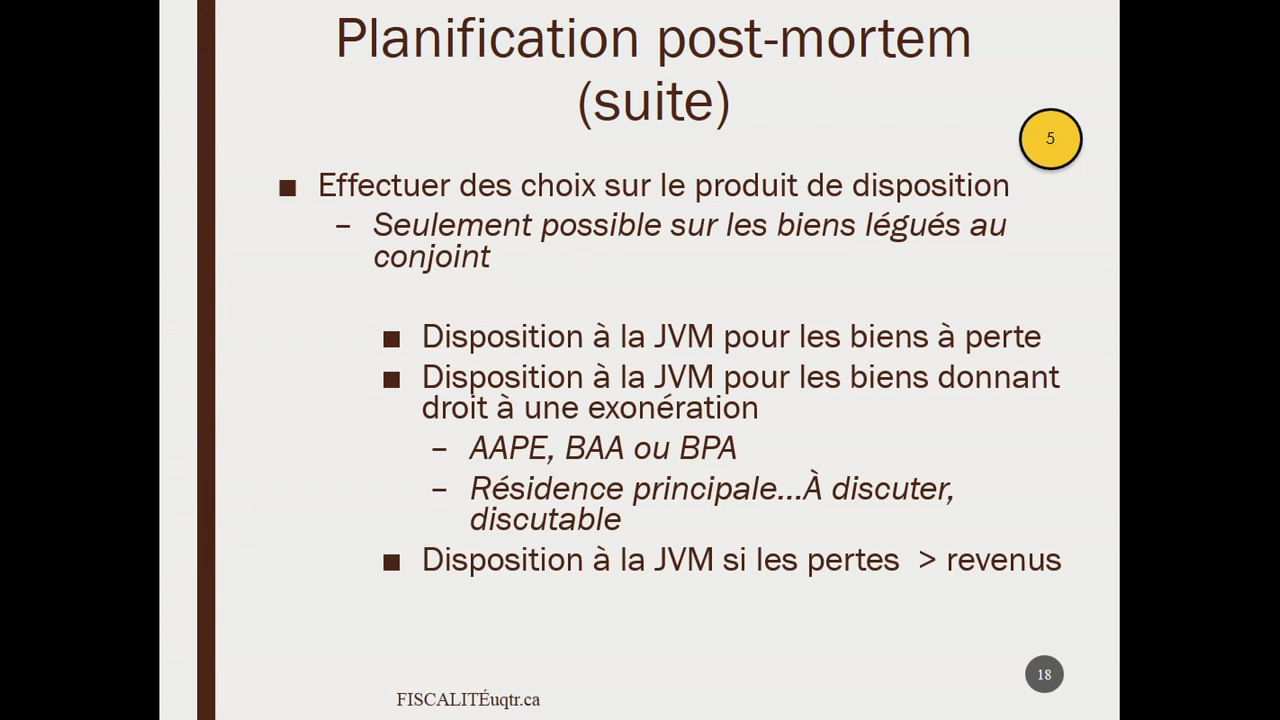 Planification post-mortem
(suite)
5
■ Effectuer des choix sur le produit de disposition
– Seulement possible sur les biens légués au
conjoint
■ Disposition à la JVM pour les biens à perte
■ Disposition à la JVM pour les biens donnant
droit à une exonération
– AAPE, BAA ou BPA
– Résidence principale...À discuter,
discutable
■ Disposition à la JVM si les pertes > revenus
18
FISCALITÉuqtr.ca